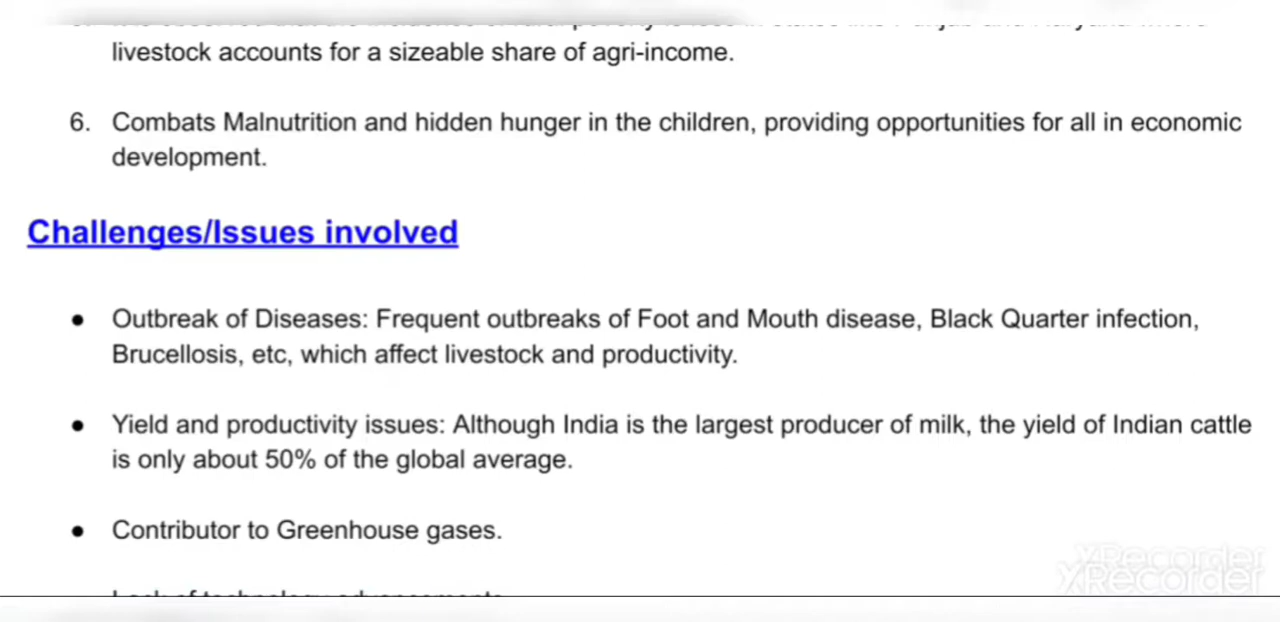 livestock accounts for a sizeable share of agri-income.
6. Combats Malnutrition and hidden hunger in the children, providing opportunities for all in economic
development.
Challenges/Issues involved
● Outbreak of Diseases: Frequent outbreaks of Foot and Mouth disease, Black Quarter infection,
Brucellosis, etc, which affect livestock and productivity.
● Yield and productivity issues: Although India is the largest producer of milk, the yield of Indian cattle
is only about 50% of the global average.
● Contributor to Greenhouse gases.
XRecorder
XRecorder